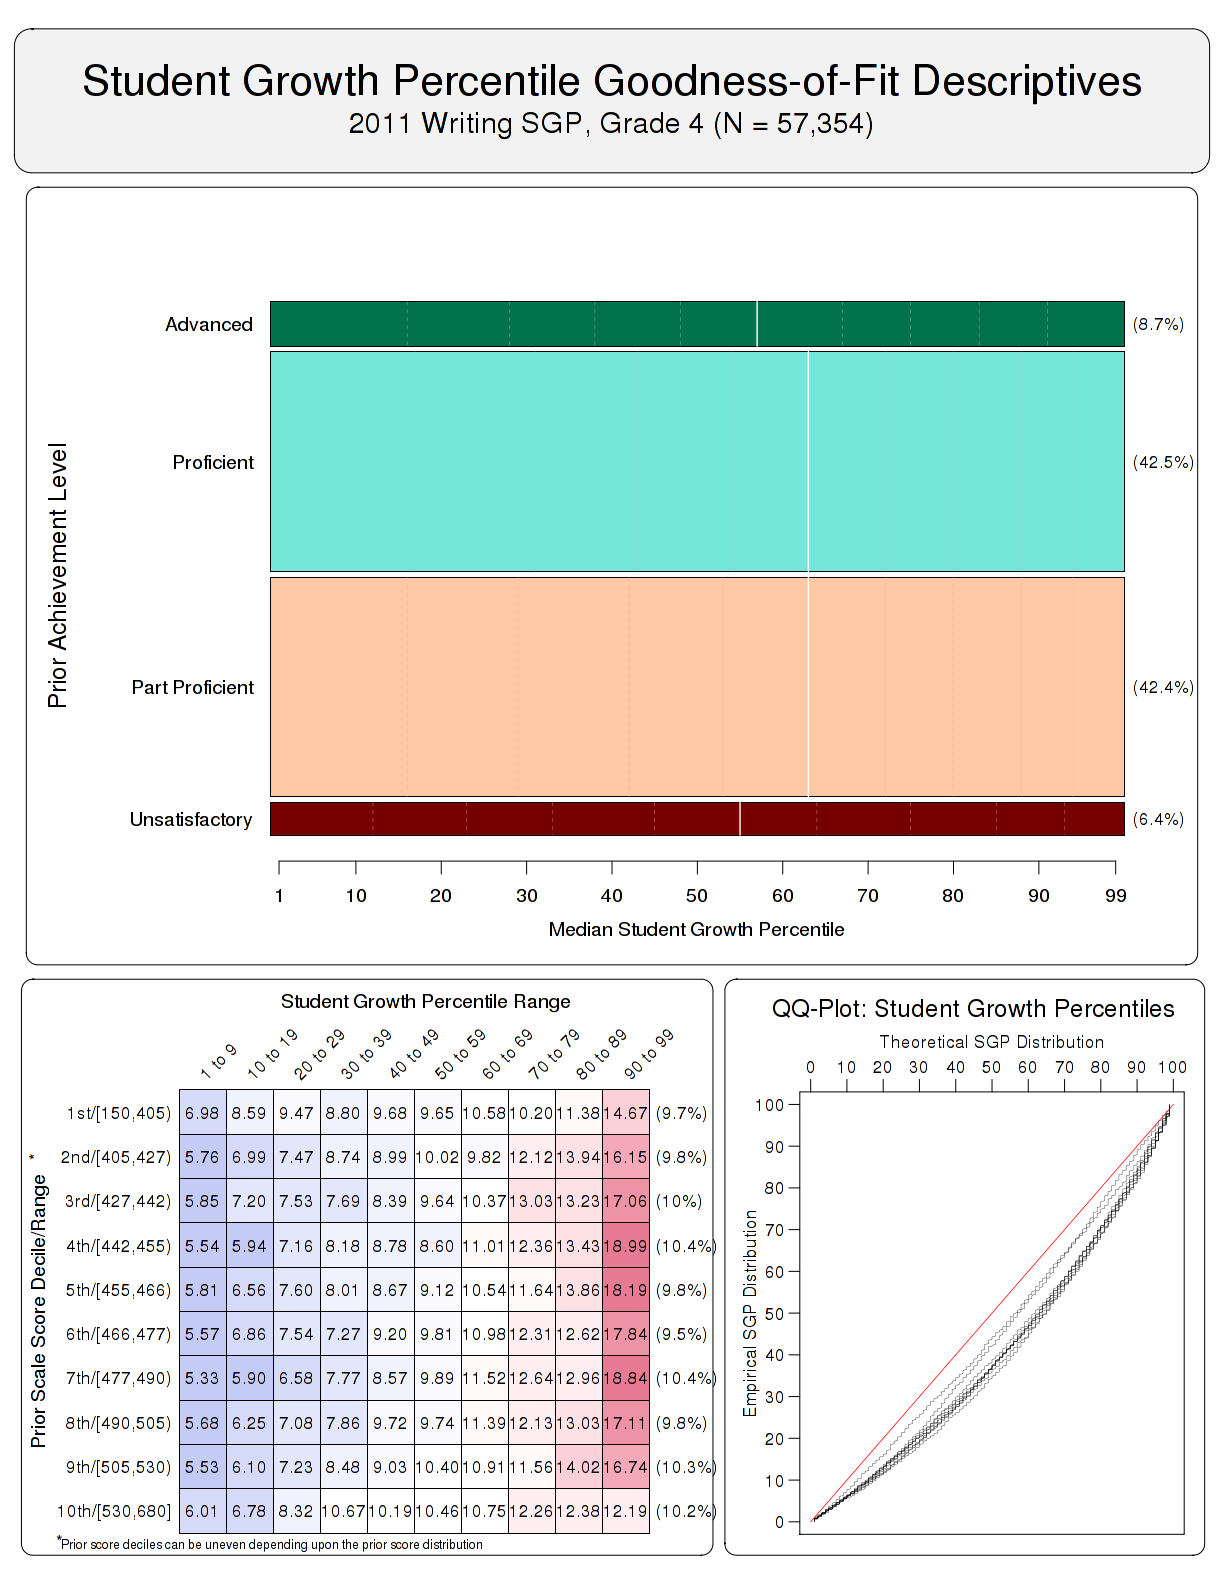 Student Growth Percentile Goodness-of-Fit Descriptives
2011 Writing SGP, Grade 4 (N = 57,354)
Prior Achievement Level
Advanced (8.7%)
Proficient (42.5%)
Part Proficient (42.4%)
Unsatisfactory (6.4%)
1 10 20 30 40 50 60 70 80 90 99
Median Student Growth Percentile
Student Growth Percentile Range
1 to 9 10 to 19 20 to 29 30 to 39 40 to 49 50 to 59 60 to 69 70 to 79 80 to 89 90 to 99
Prior Scale Score Decile/Range *
1st/[150,405) 6.98 8.59 9.47 8.80 9.68 9.65 10.58 10.20 11.38 14.67 (9.7%)
2nd/[405,427) 5.76 6.99 7.47 8.74 8.99 10.02 9.82 12.12 13.94 16.15 (9.8%)
3rd/[427,442) 5.85 7.20 7.53 7.69 8.39 9.64 10.37 13.03 13.23 17.06 (10%)
4th/[442,455) 5.54 5.94 7.16 8.18 8.78 8.60 11.01 12.36 13.43 18.99 (10.4%)
5th/[455,466) 5.81 6.56 7.60 8.01 8.67 9.12 10.54 11.64 13.86 18.19 (9.8%)
6th/[466,477) 5.57 6.86 7.54 7.27 9.20 9.81 10.98 12.31 12.62 17.84 (9.5%)
7th/[477,490) 5.33 5.90 6.58 7.77 8.57 9.89 11.52 12.64 12.96 18.84 (10.4%)
8th/[490,505) 5.68 6.25 7.08 7.86 9.72 9.74 11.39 12.13 13.03 17.11 (9.8%)
9th/[505,530) 5.53 6.10 7.23 8.48 9.03 10.40 10.91 11.56 14.02 16.74 (10.3%)
10th/[530,680] 6.01 6.78 8.32 10.67 10.19 10.46 10.75 12.26 12.38 12.19 (10.2%)
*Prior score deciles can be uneven depending upon the prior score distribution
QQ-Plot: Student Growth Percentiles
Theoretical SGP Distribution
0 10 20 30 40 50 60 70 80 90 100
Empirical SGP Distribution
100
90
80
70
60
50
40
30
20
10
0